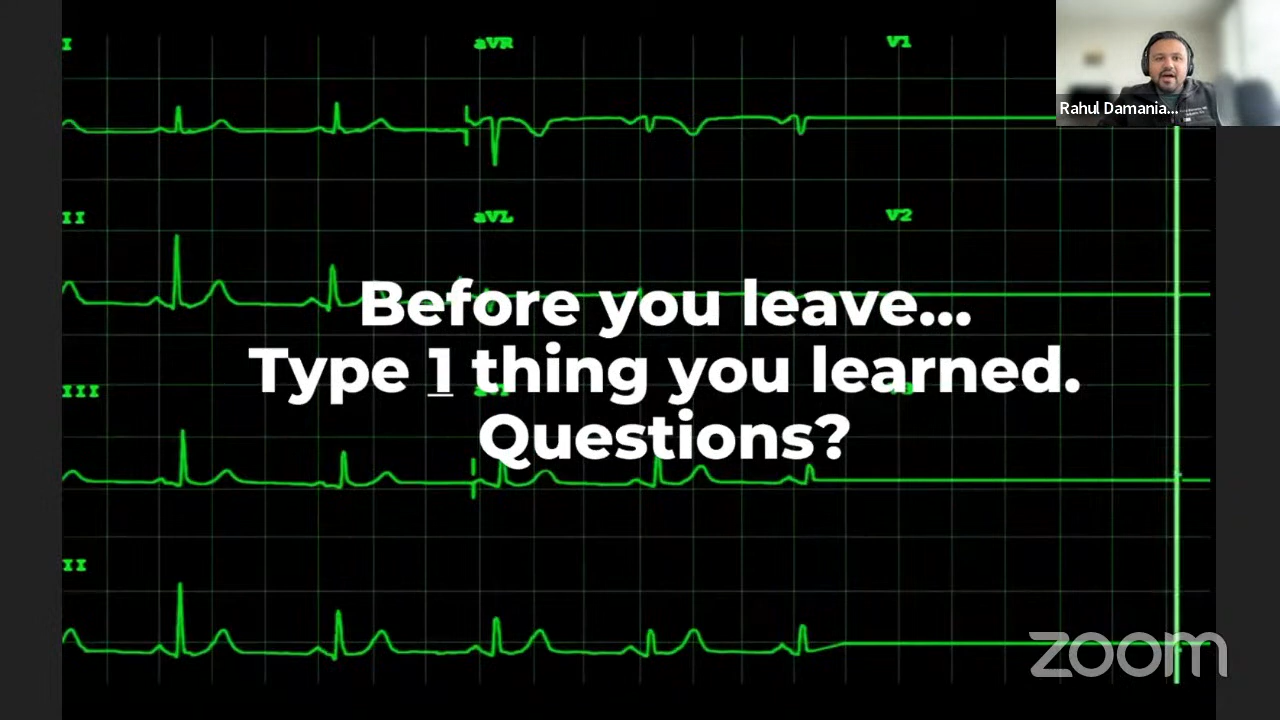 I
aVR
V1
Rahul Damania...
II
aVL
V2
Before you leave...
Type 1 thing you learned.
III
Questions?
II
zoom